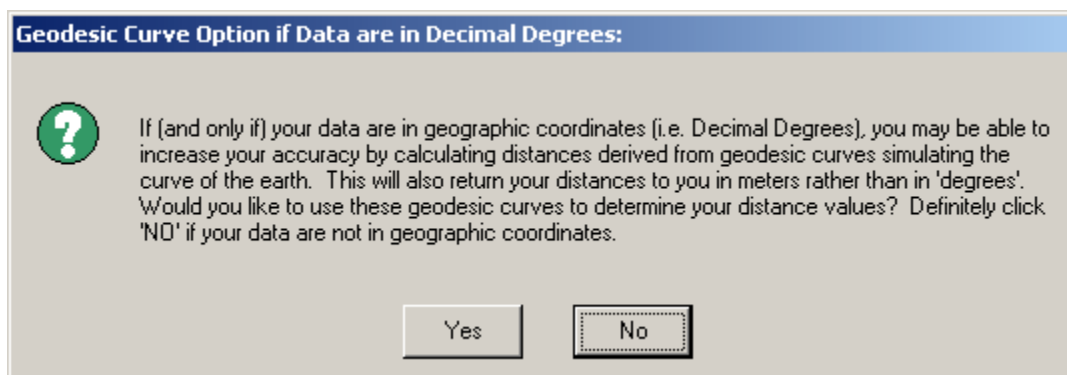 Geodesic Curve Option if Data are in Decimal Degrees:
If (and only if) your data are in geographic coordinates (i.e. Decimal Degrees), you may be able to
increase your accuracy by calculating distances derived from geodesic curves simulating the
curve of the earth.  This will also return your distances to you in meters rather than in 'degrees'.
Would you like to use these geodesic curves to determine your distance values?  Definitely click
'NO' if your data are not in geographic coordinates.
Yes No